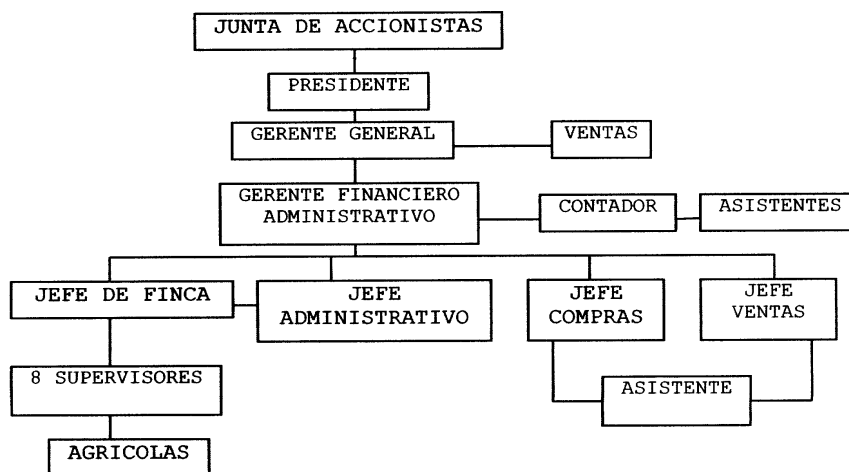 JUNTA DE ACCIONISTAS
PRESIDENTE
GERENTE GENERAL
VENTAS
GERENTE FINANCIERO
ADMINISTRATIVO
CONTADOR
ASISTENTES
JEFE DE FINCA
JEFE
ADMINISTRATIVO
JEFE
COMPRAS
JEFE
VENTAS
8 SUPERVISORES
ASISTENTE
AGRICOLAS